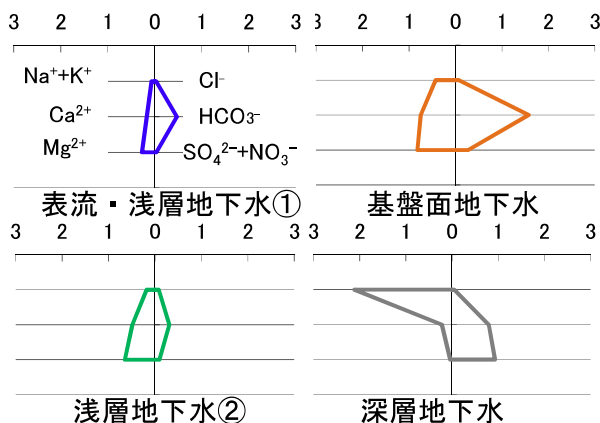 3 2 1 0 1 2 3
Na⁺+K⁺ Cl⁻
Ca²⁺ HCO₃⁻
Mg²⁺ SO₄²⁻+NO₃⁻
表流・浅層地下水①
3 2 1 0 1 2 3
基盤面地下水
3 2 1 0 1 2 3
浅層地下水②
3 2 1 0 1 2 3
深層地下水